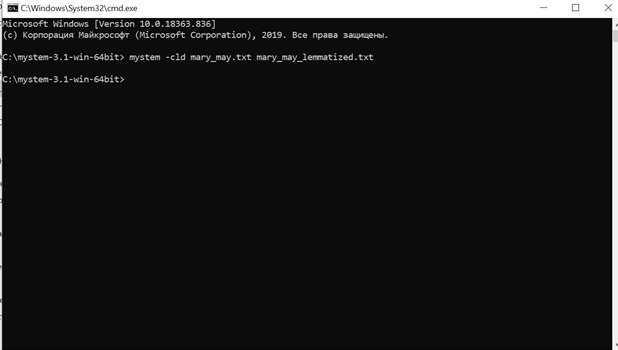 C:\Windows\System32\cmd.exe
Microsoft Windows [Version 10.0.18363.836]
(c) Корпорация Майкрософт (Microsoft Corporation), 2019. Все права защищены.
C:\mystem-3.1-win-64bit> mystem -cld mary_may.txt mary_may_lemmatized.txt
C:\mystem-3.1-win-64bit>